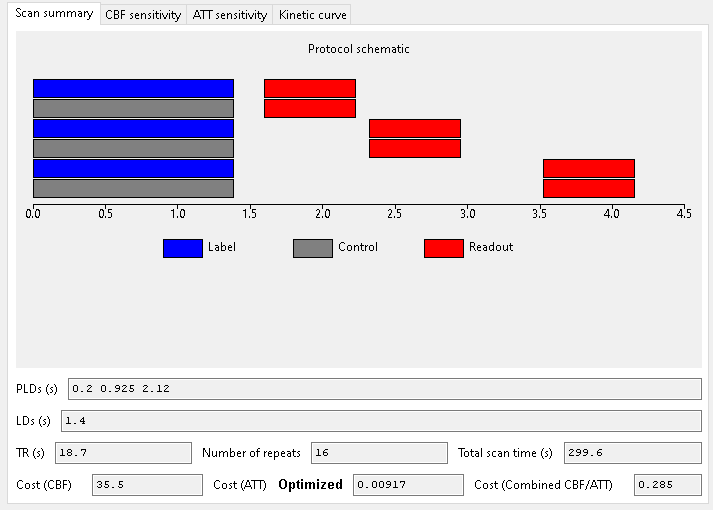 Scan summary CBF sensitivity ATT sensitivity Kinetic curve
Protocol schematic
0.0 0.5 1.0 1.5 2.0 2.5 3.0 3.5 4.0 4.5
Label Control Readout
PLDs (s) 0.2 0.925 2.12
LDs (s) 1.4
TR (s) 18.7 Number of repeats 16 Total scan time (s) 299.6
Cost (CBF) 35.5 Cost (ATT) Optimized 0.00917 Cost (Combined CBF/ATT) 0.285